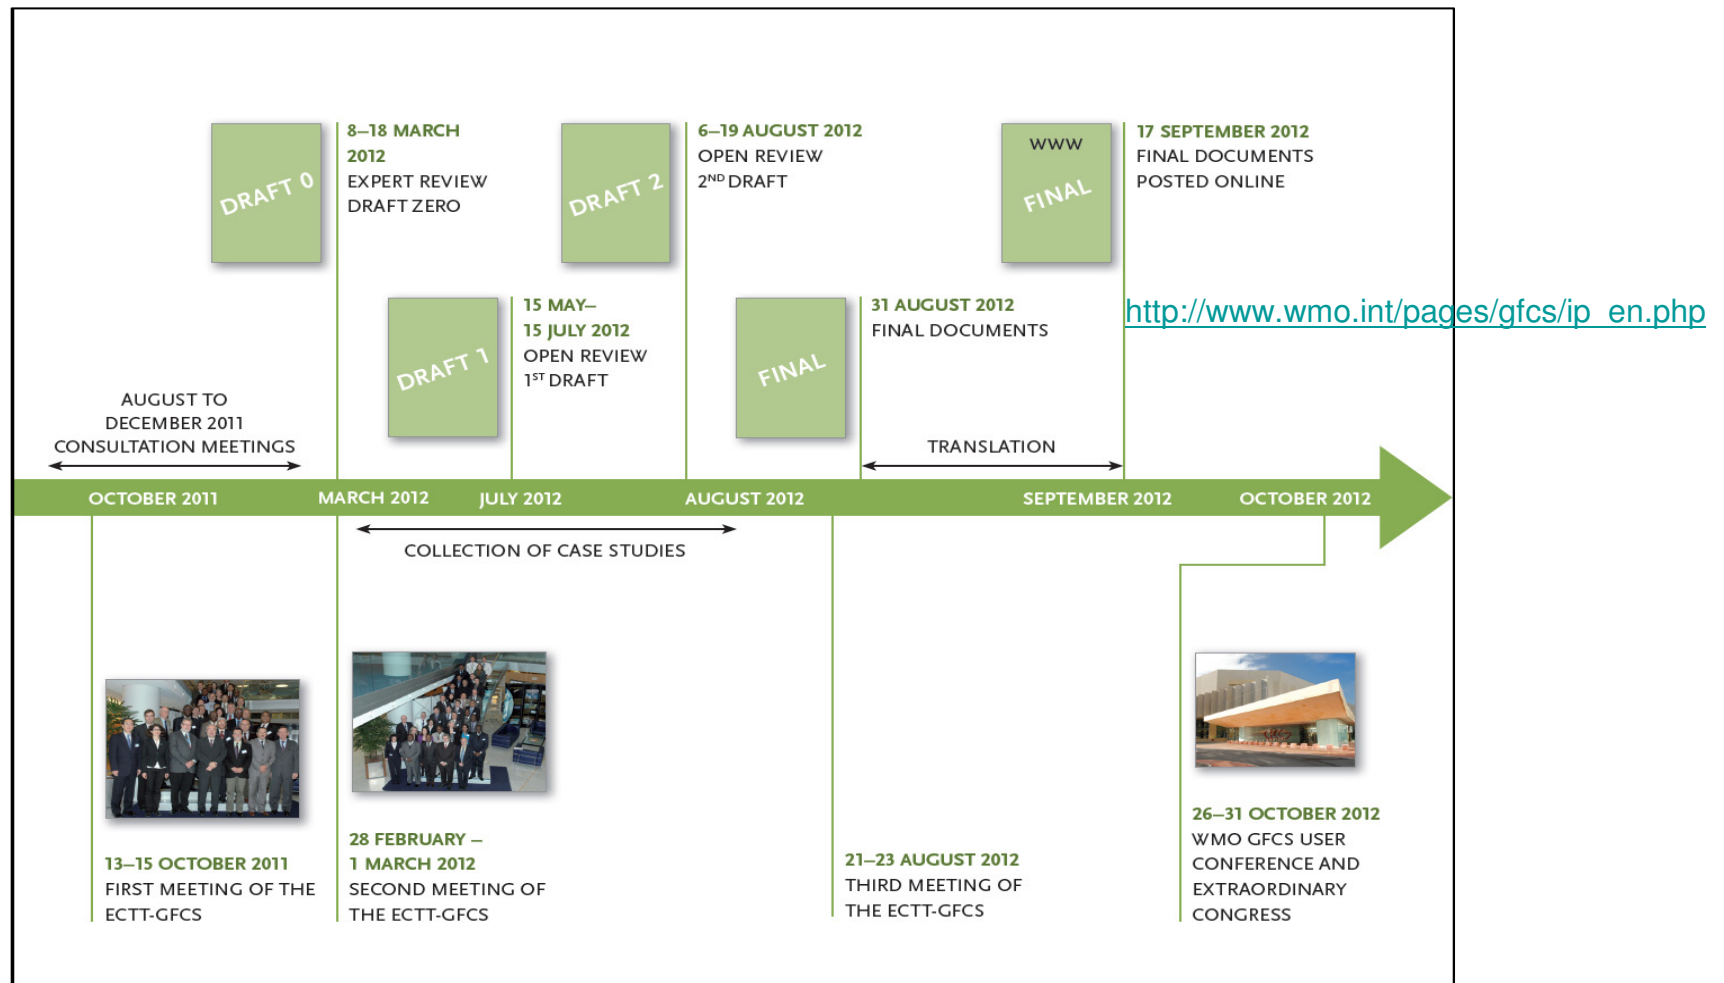 DRAFT 0
8–18 MARCH
2012
EXPERT REVIEW
DRAFT ZERO
DRAFT 2
6–19 AUGUST 2012
OPEN REVIEW
2ND DRAFT
WWW
FINAL
17 SEPTEMBER 2012
FINAL DOCUMENTS
POSTED ONLINE
DRAFT 1
15 MAY–
15 JULY 2012
OPEN REVIEW
1ST DRAFT
FINAL
31 AUGUST 2012
FINAL DOCUMENTS
http://www.wmo.int/pages/gfcs/ip_en.php
AUGUST TO
DECEMBER 2011
CONSULTATION MEETINGS
TRANSLATION
OCTOBER 2011
MARCH 2012
JULY 2012
AUGUST 2012
SEPTEMBER 2012
OCTOBER 2012
COLLECTION OF CASE STUDIES
13–15 OCTOBER 2011
FIRST MEETING OF THE
ECTT-GFCS
28 FEBRUARY –
1 MARCH 2012
SECOND MEETING OF
THE ECTT-GFCS
21–23 AUGUST 2012
THIRD MEETING OF
THE ECTT-GFCS
26–31 OCTOBER 2012
WMO GFCS USER
CONFERENCE AND
EXTRAORDINARY
CONGRESS